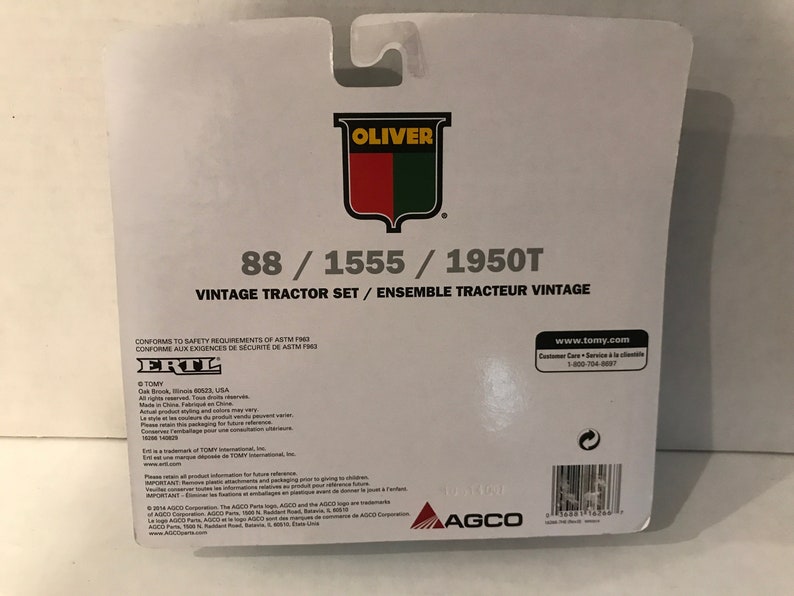 OLIVER
®
88 / 1555 / 1950T
VINTAGE TRACTOR SET / ENSEMBLE TRACTEUR VINTAGE
CONFORMS TO SAFETY REQUIREMENTS OF ASTM F963
CONFORME AUX EXIGENCES DE SÉCURITÉ DE ASTM F963
ERTL®
© TOMY
Oak Brook, Illinois 60523, USA
All rights reserved. Tous droits réservés.
Made in China. Fabriqué en China.
Actual product styling and colors may vary.
Le style et les couleurs du produit vendu peuvent varier.
Please retain this packaging for future reference.
Conservez l'emballage pour une consultation ultérieure.
16266 140829
Ertl is a trademark of TOMY International, Inc.
Ertl est une marque déposée de TOMY International, Inc.
www.ertl.com
Please retain all product information for future reference.
IMPORTANT: Remove plastic attachments and packaging prior to giving to children.
Veuillez conserver toutes les informations relatives au produit pour référence future.
IMPORTANT – Éliminer les fixations et emballages en plastique avant de donner le jouet à l'enfant.
© 2014 AGCO Corporation. The AGCO Parts logo, AGCO and the AGCO logo are trademarks
of AGCO Corporation. AGCO Parts, 1500 N. Raddant Road, Batavia, IL 60510
Le logo AGCO Parts, AGCO et le logo AGCO sont des marques de commerce de AGCO Corporation.
AGCO Parts, 1500 N. Raddant Road, Batavia, IL 60510, États-Unis
www.AGCOparts.com
AGCO
www.tomy.com
Customer Care • Service à la clientèle
1-800-704-8697
0 36881 16266